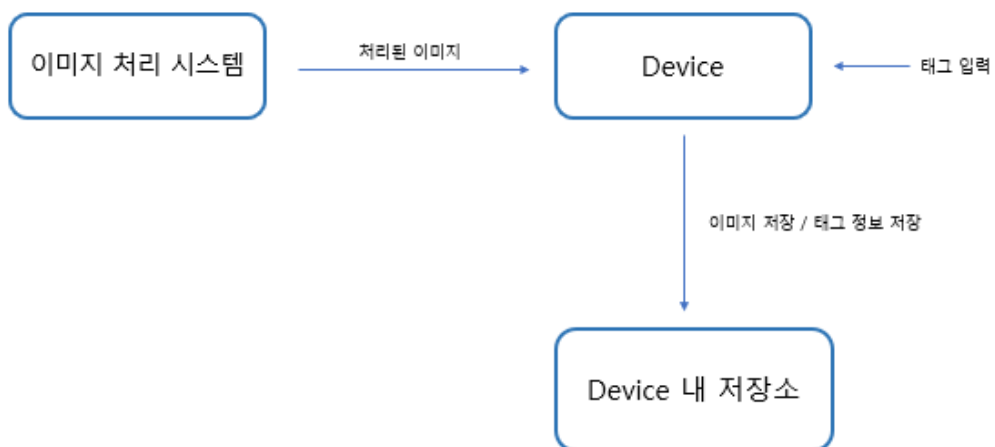 이미지 처리 시스템
처리된 이미지
Device
태그 입력
이미지 저장 / 태그 정보 저장
Device 내 저장소